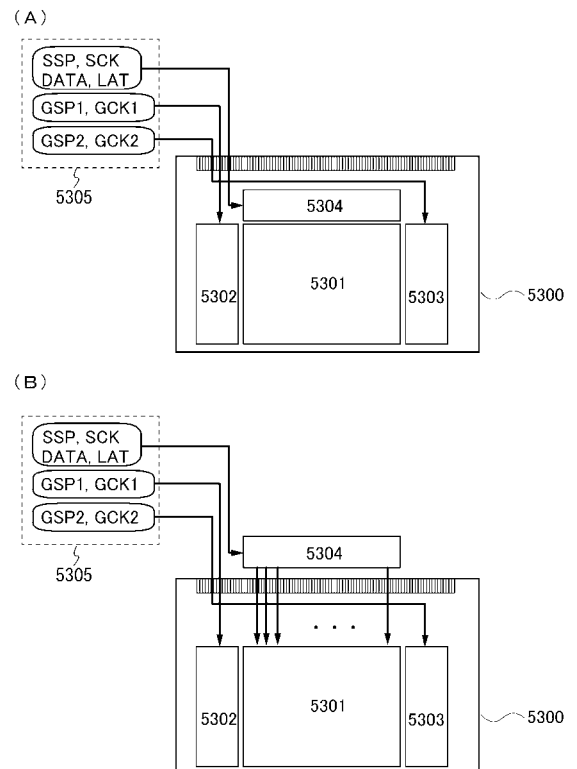 (A)
SSP, SCK
DATA, LAT
GSP1, GCK1
GSP2, GCK2
5305
5304
5302
5301
5303
5300
(B)
SSP, SCK
DATA, LAT
GSP1, GCK1
GSP2, GCK2
5304
5305
. . .
5302
5301
5303
5300